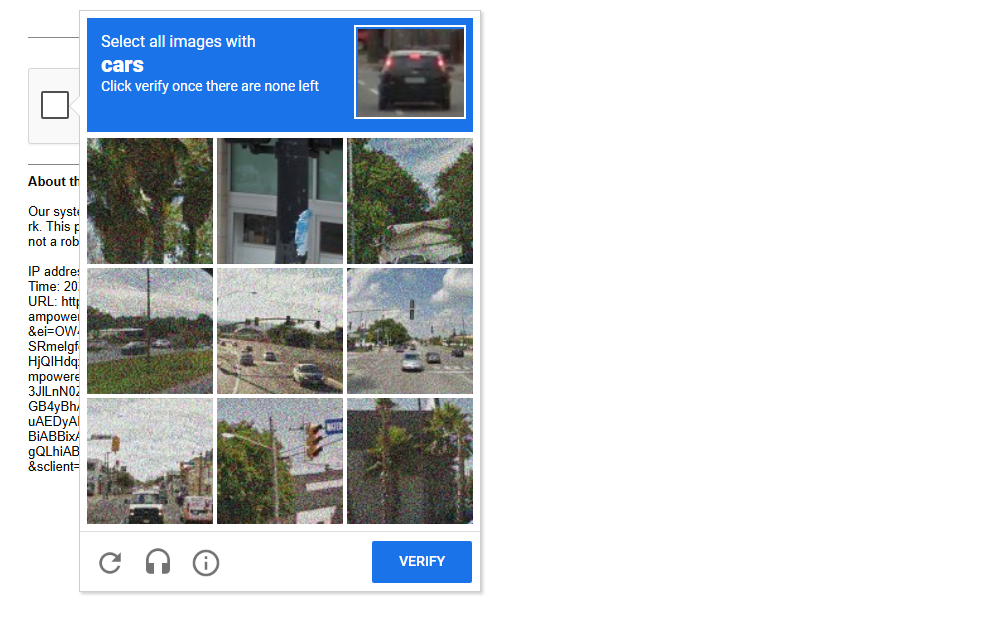 Select all images with
cars
Click verify once there are none left
About th
Our syste
rk. This p
not a rob
IP addres
Time: 20
URL: http
ampower
&ei=OW
SRmelgf
HjQIHdq
mpowere
3JlLnN0Z
GB4yBh
uAEDyA
BiABBix
gQLhiAB
&sclient=
VERIFY